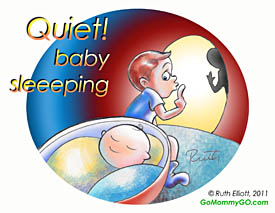 Quiet!
baby
sleeeping
Ruth
© Ruth Elliott, 2011
GoMommyGO.com